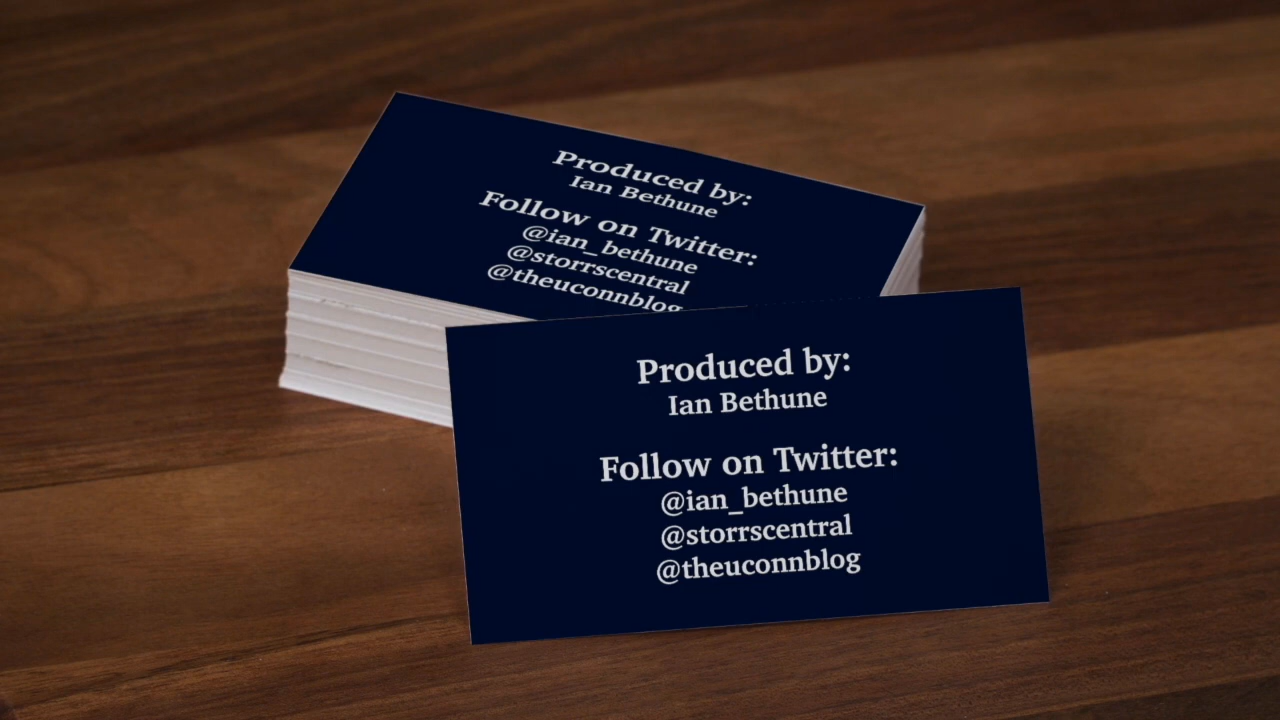 Produced by:
Ian Bethune
Follow on Twitter:
@ian_bethune
@storrscentral
@theuconnblog
Produced by:
Ian Bethune
Follow on Twitter:
@ian_bethune
@storrscentral
@theuconnblog